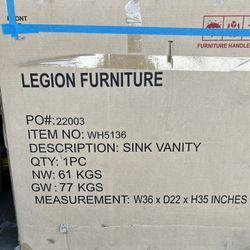 FRONT
FURNITURE HANDLE
LEGION FURNITURE
PO#: 22003
ITEM NO: WH5136
DESCRIPTION: SINK VANITY
QTY: 1PC
NW: 61 KGS
GW: 77 KGS
MEASUREMENT: W36 x D22 x H35 INCHES